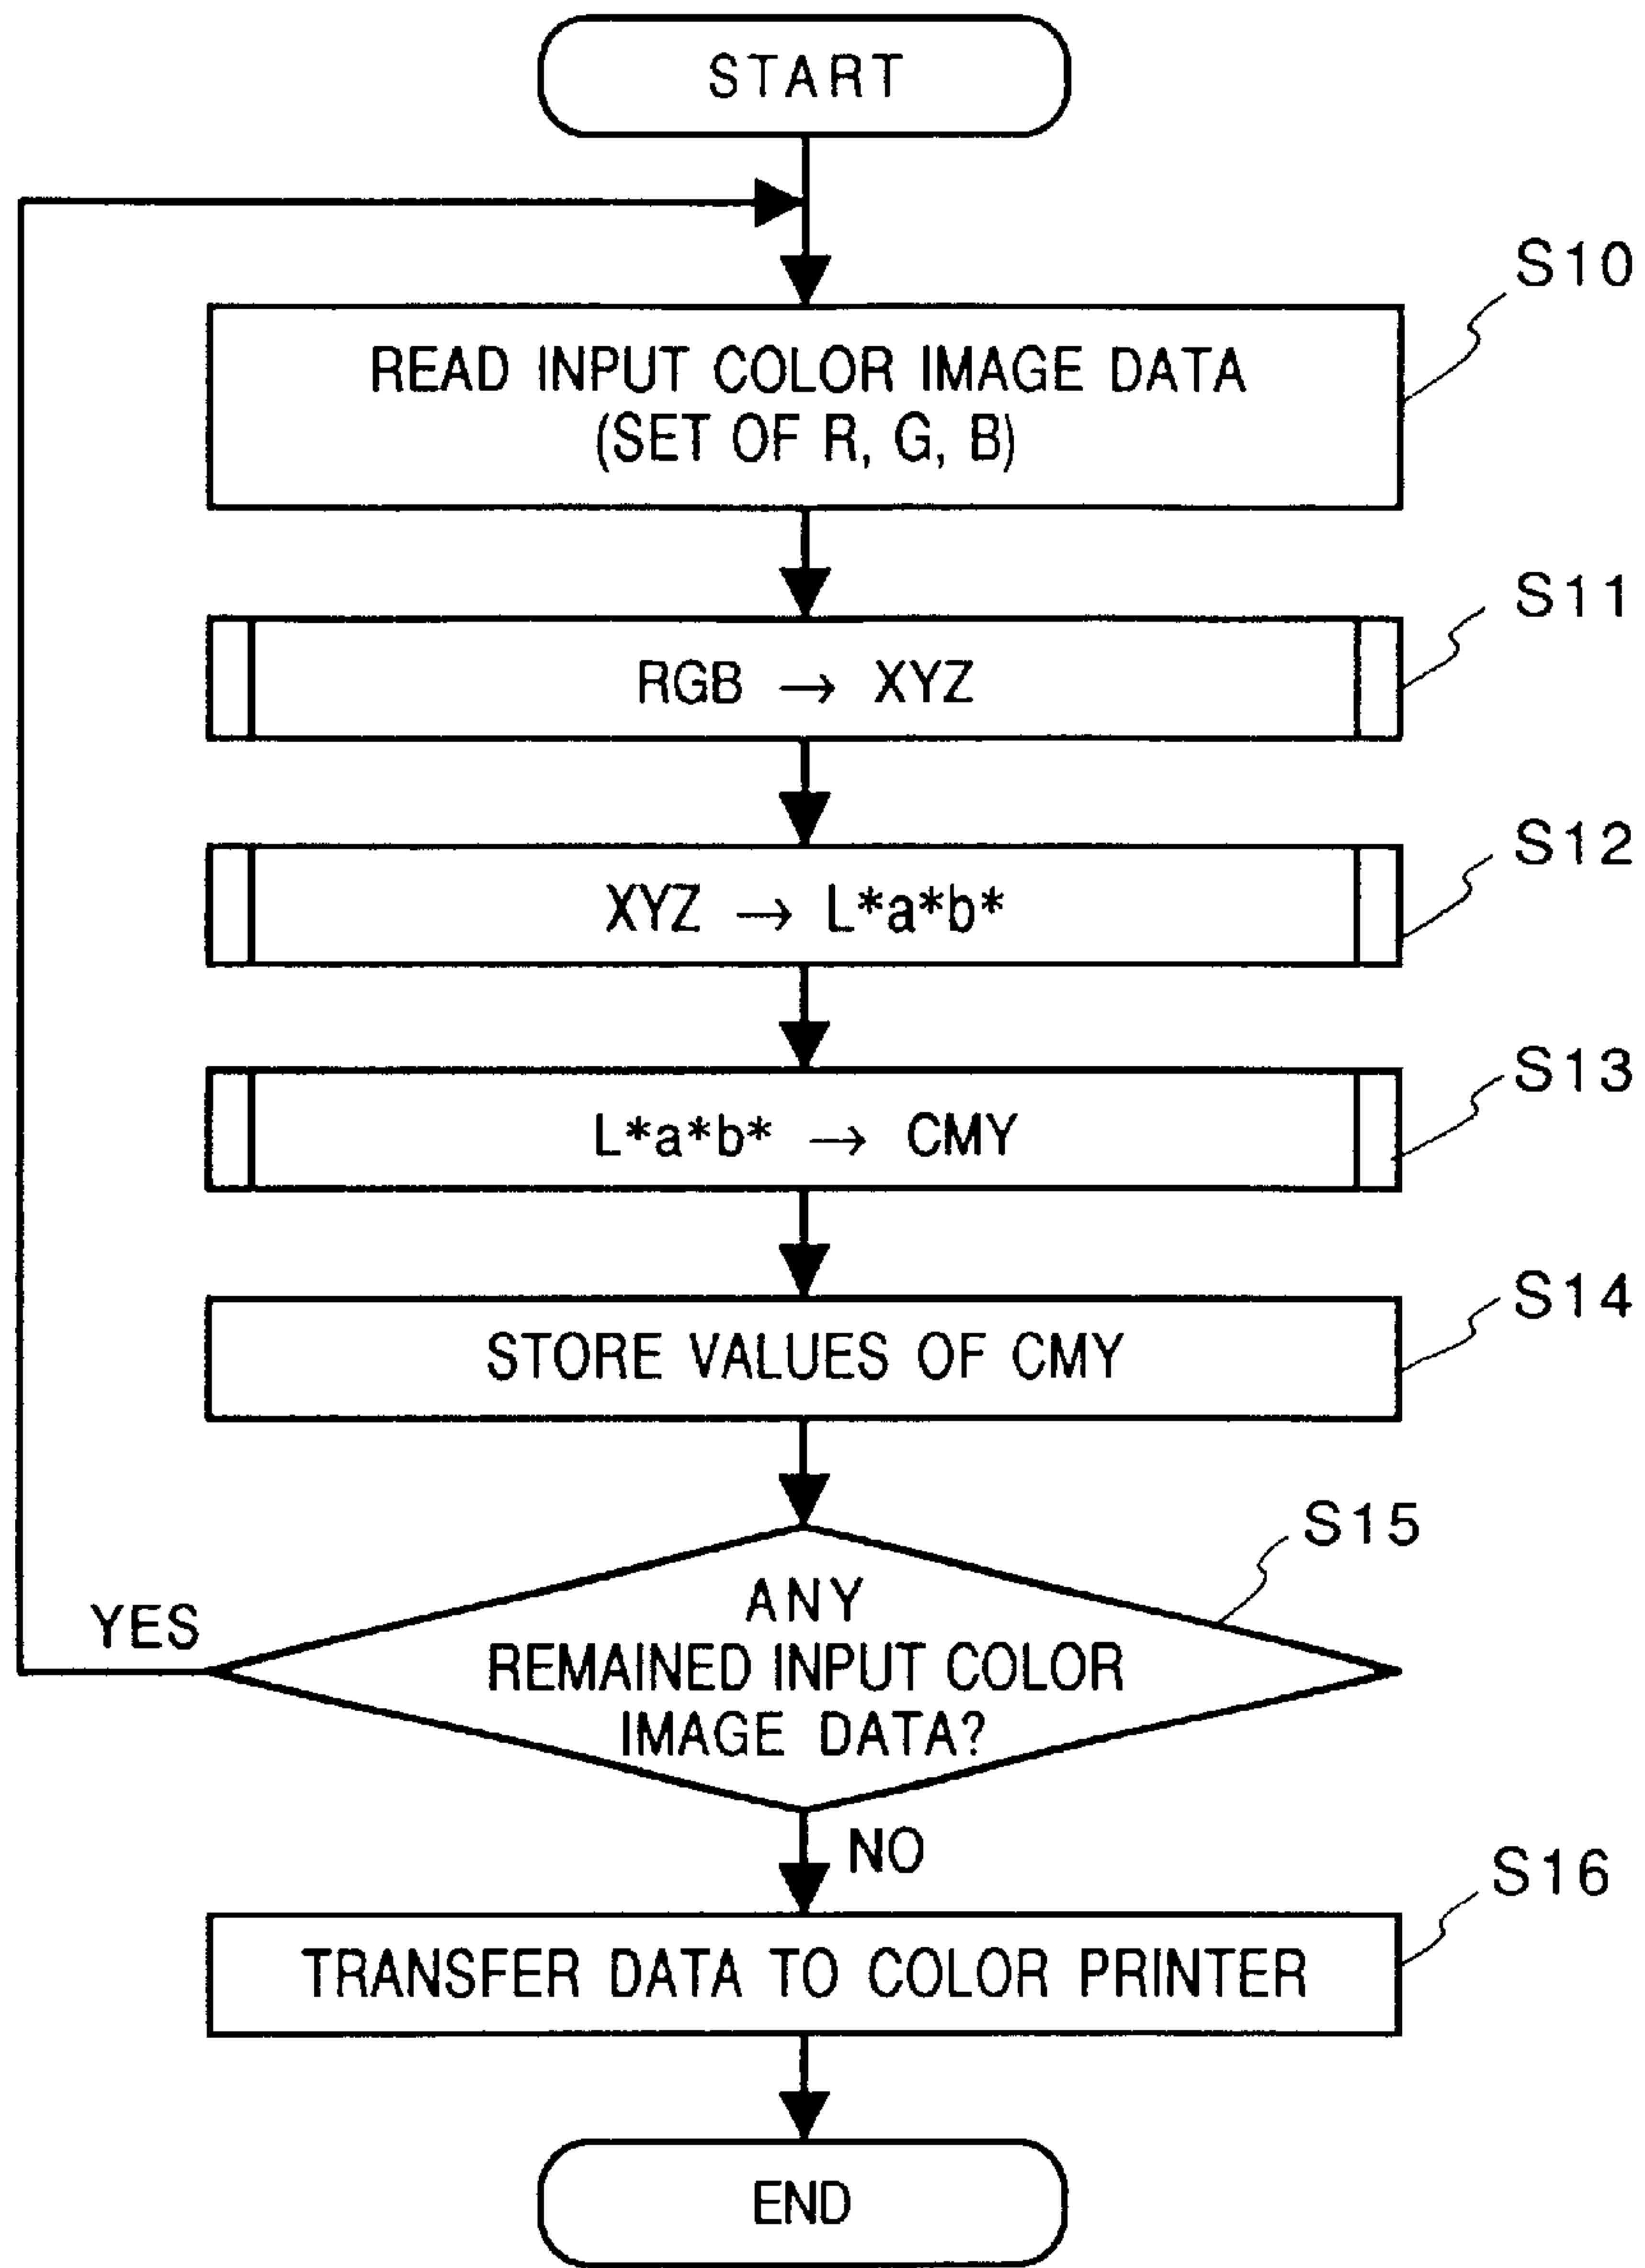 START
S10
READ INPUT COLOR IMAGE DATA
(SET OF R, G, B)
S11
RGB → XYZ
S12
XYZ → L*a*b*
S13
L*a*b* → CMY
S14
STORE VALUES OF CMY
S15
ANY
YES
REMAINED INPUT COLOR
IMAGE DATA?
NO
S16
TRANSFER DATA TO COLOR PRINTER
END